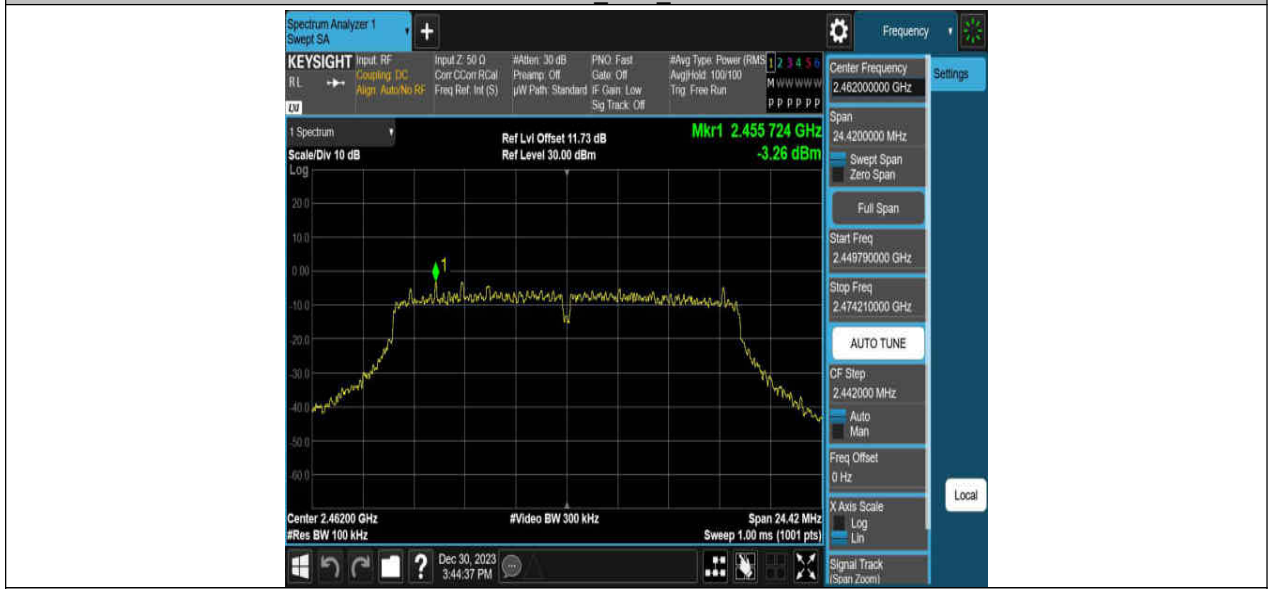 Spectrum Analyzer 1
Swept SA
+
Frequency
KEYSIGHT
RL
LXI
Input: RF
Coupling: DC
Align: Auto/No RF
Input Z: 50 Ω
Corr CCorr RCal
Freq Ref: Int (S)
#Atten: 30 dB
Preamp: Off
µW Path: Standard
PNO: Fast
Gate: Off
IF Gain: Low
Sig Track: Off
#Avg Type: Power (RMS
Avg|Hold: 100/100
Trig: Free Run
1 2 3 4 5 6
M W W W W W
P P P P P P
1 Spectrum
Scale/Div 10 dB
Log
Ref Lvl Offset 11.73 dB
Ref Level 30.00 dBm
Mkr1 2.455 724 GHz
-3.26 dBm
20.0
10.0
0.00
-10.0
-20.0
-30.0
-40.0
-50.0
-60.0
1
Center 2.46200 GHz
#Res BW 100 kHz
#Video BW 300 kHz
Span 24.42 MHz
Sweep 1.00 ms (1001 pts)
?
Dec 30, 2023
3:44:37 PM
Center Frequency
2.462000000 GHz
Span
24.4200000 MHz
Swept Span
Zero Span
Full Span
Start Freq
2.449790000 GHz
Stop Freq
2.474210000 GHz
AUTO TUNE
CF Step
2.442000 MHz
Auto
Man
Freq Offset
0 Hz
X Axis Scale
Log
Lin
Signal Track
(Span Zoom)
Settings
Local